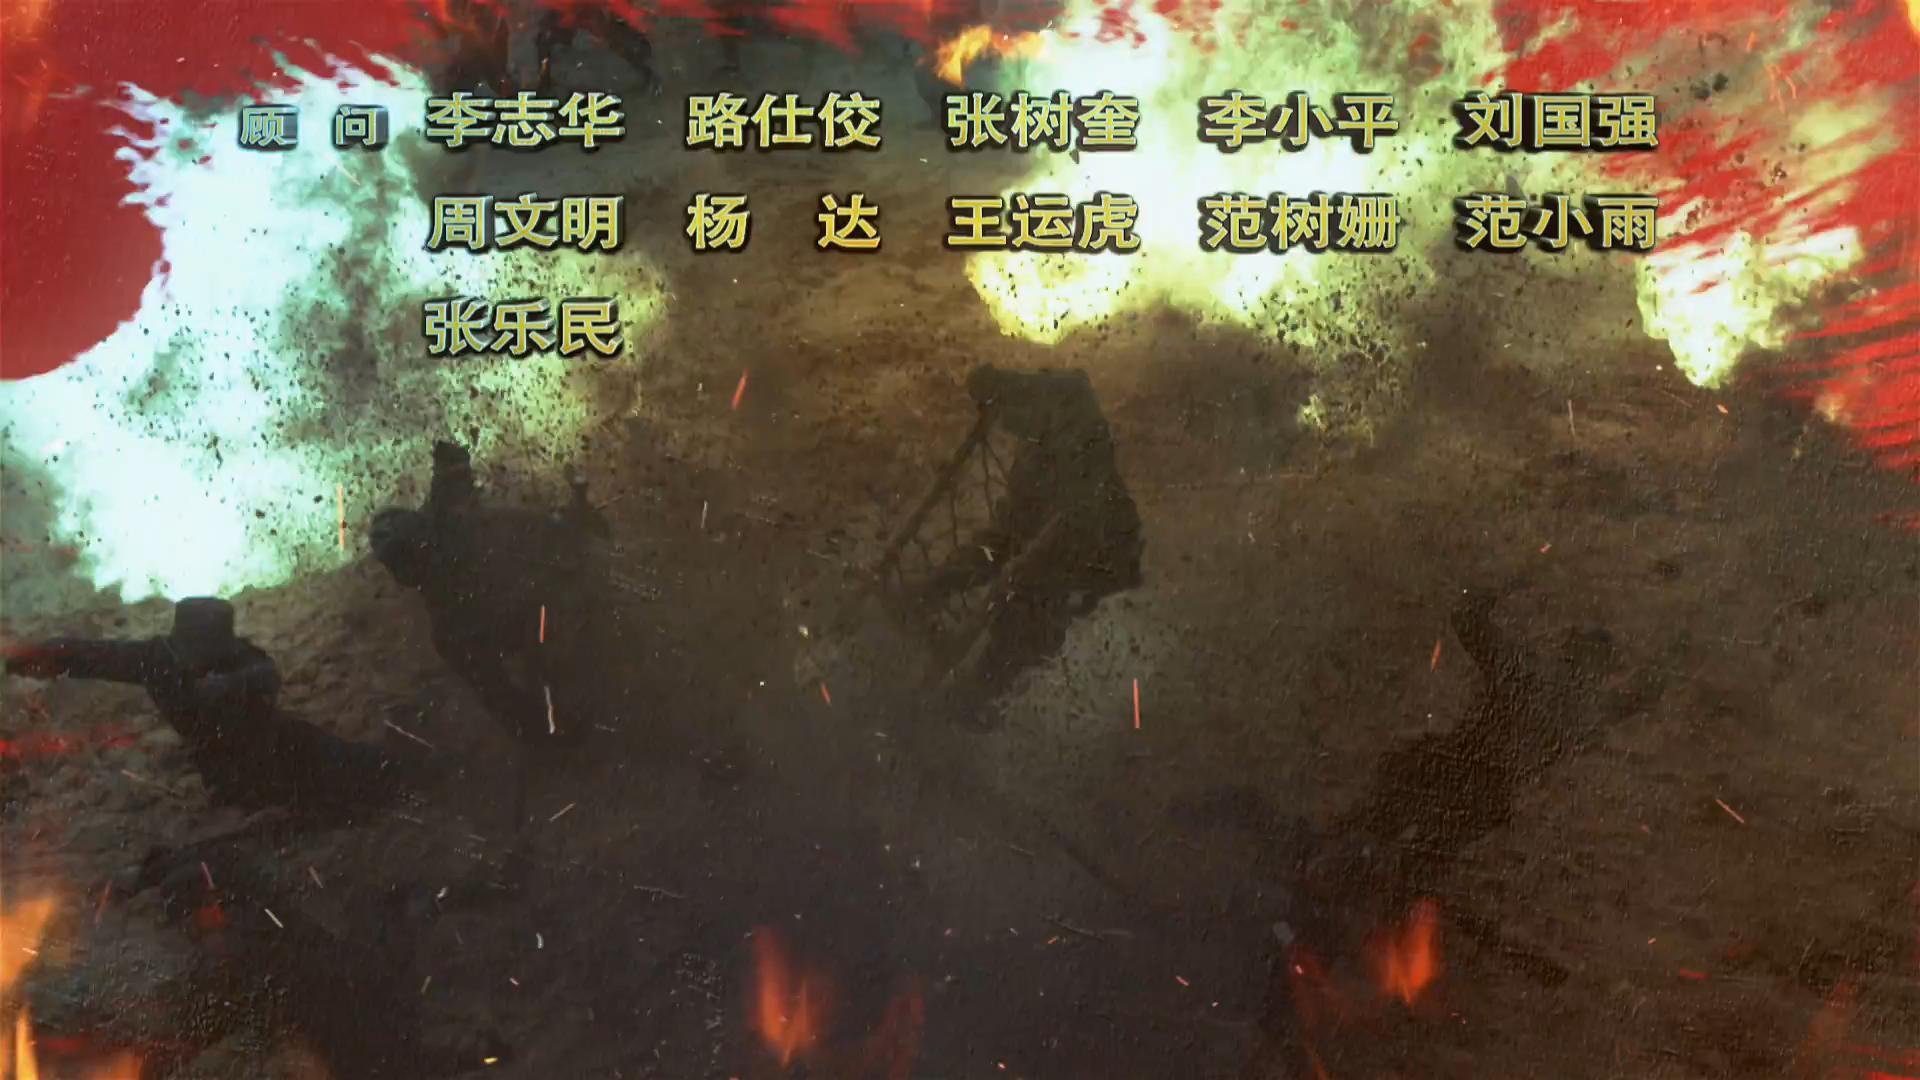 顾 问 李志华 路仕佼 张树奎 李小平 刘国强
周文明 杨 达 王运虎 范树姗 范小雨
张乐民